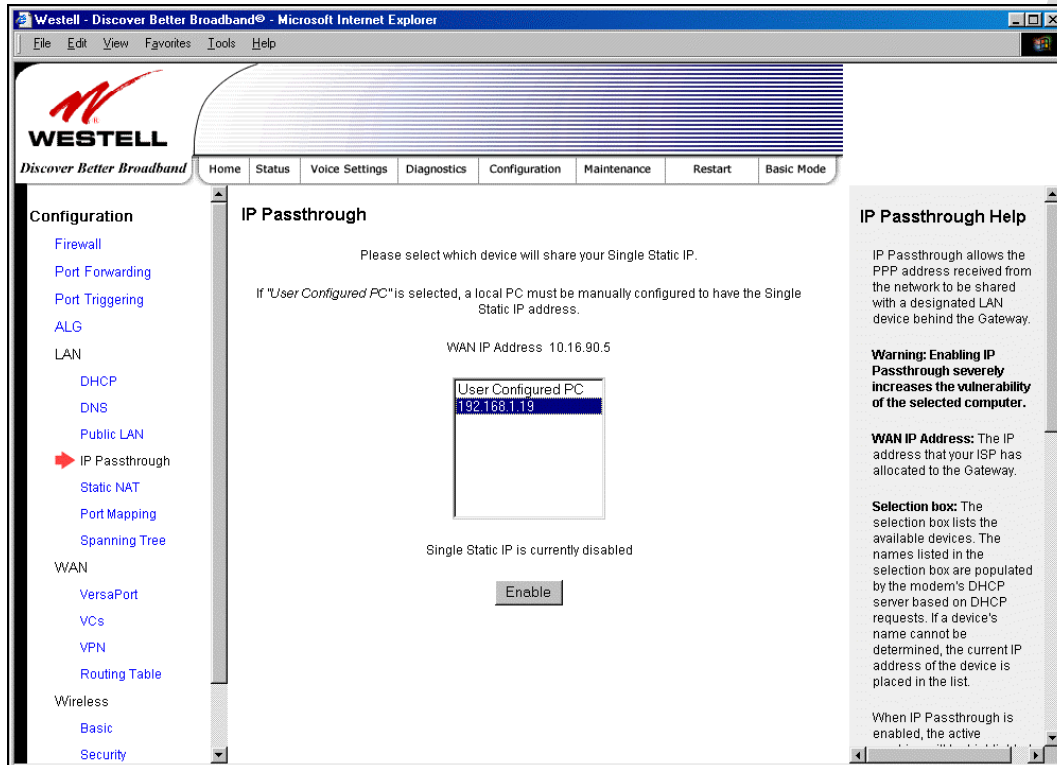 Westell - Discover Better Broadband® - Microsoft Internet Explorer
File Edit View Favorites Tools Help
WESTELL
Discover Better Broadband
Home Status Voice Settings Diagnostics Configuration Maintenance Restart Basic Mode
Configuration
Firewall
Port Forwarding
Port Triggering
ALG
LAN
DHCP
DNS
Public LAN
IP Passthrough
Static NAT
Port Mapping
Spanning Tree
WAN
VersaPort
VCs
VPN
Routing Table
Wireless
Basic
Security
IP Passthrough
Please select which device will share your Single Static IP.
If "User Configured PC" is selected, a local PC must be manually configured to have the Single
Static IP address.
WAN IP Address 10.16.90.5
User Configured PC
192.168.1.19
Single Static IP is currently disabled
Enable
IP Passthrough Help
IP Passthrough allows the
PPP address received from
the network to be shared
with a designated LAN
device behind the Gateway.
Warning: Enabling IP
Passthrough severely
increases the vulnerability
of the selected computer.
WAN IP Address: The IP
address that your ISP has
allocated to the Gateway.
Selection box: The
selection box lists the
available devices. The
names listed in the
selection box are populated
by the modem's DHCP
server based on DHCP
requests. If a device's
name cannot be
determined, the current IP
address of the device is
placed in the list.
When IP Passthrough is
enabled, the active